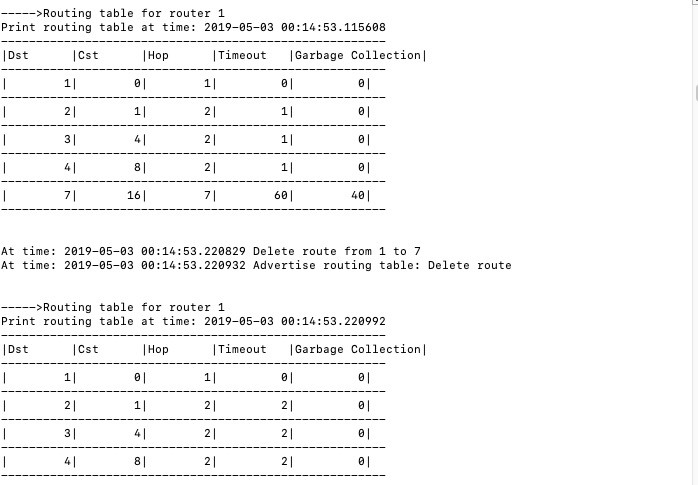 ----->Routing table for router 1
Print routing table at time: 2019-05-03 00:14:53.115608
-------------------------------------------------------
|Dst      |Cst      |Hop      |Timeout   |Garbage Collection|
-------------------------------------------------------
|        1|        0|        1|         0|         0|
-------------------------------------------------------
|        2|        1|        2|         1|         0|
-------------------------------------------------------
|        3|        4|        2|         1|         0|
-------------------------------------------------------
|        4|        8|        2|         1|         0|
-------------------------------------------------------
|        7|       16|        7|        60|        40|
-------------------------------------------------------
At time: 2019-05-03 00:14:53.220829 Delete route from 1 to 7
At time: 2019-05-03 00:14:53.220932 Advertise routing table: Delete route
----->Routing table for router 1
Print routing table at time: 2019-05-03 00:14:53.220992
-------------------------------------------------------
|Dst      |Cst      |Hop      |Timeout   |Garbage Collection|
-------------------------------------------------------
|        1|        0|        1|         0|         0|
-------------------------------------------------------
|        2|        1|        2|         2|         0|
-------------------------------------------------------
|        3|        4|        2|         2|         0|
-------------------------------------------------------
|        4|        8|        2|         2|         0|
-------------------------------------------------------